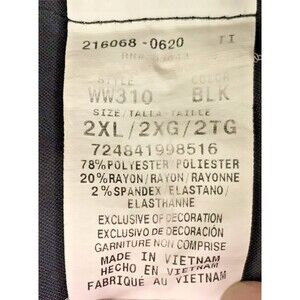 216068-0620 TI
RN#
STYLE COLOR
WW310 BLK
SIZE/TALLA/TAILLE
2XL/2XG/2TG
724841998516
78%POLYESTER/POLIESTER
20%RAYON/RAYON/RAYONNE
2%SPANDEX/ELASTANO/
ELASTHANNE
EXCLUSIVE OF DECORATION
EXCLUSIVO DE DECORACIÓN
GARNITURE NON COMPRISE
MADE IN VIETNAM
HECHO EN VIETNAM
FABRIQUÉ AU VIETNAM